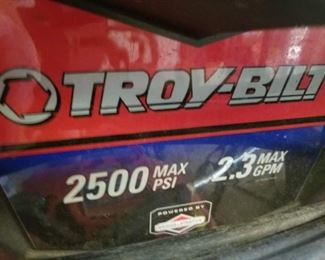 TROY-BILT
2500 MAX PSI 2.3 MAX GPM
POWERED BY